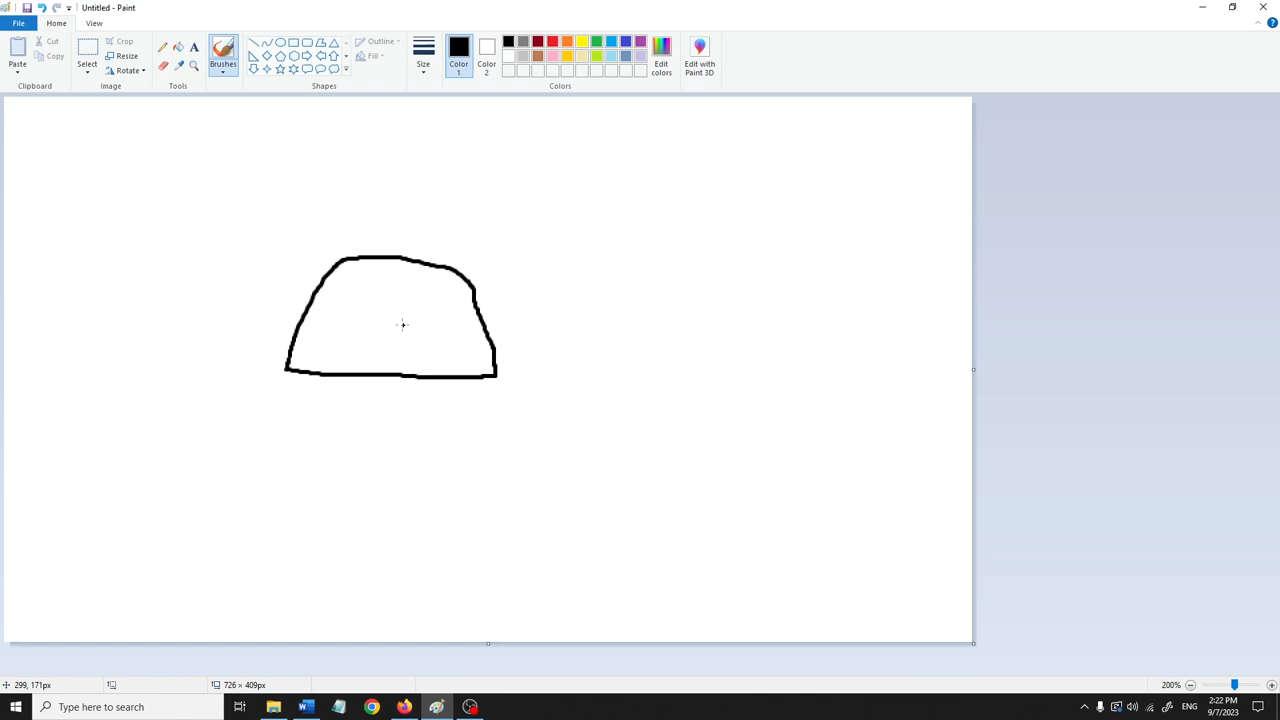 Untitled - Paint
File Home View
Paste Cut Copy Select Crop Resize Rotate A Brushes Outline Fill Size Color 1 Color 2 Edit colors Edit with Paint 3D
Clipboard Image Tools Shapes Colors
299, 171px 726 × 409px 200%
Type here to search W ENG 2:22 PM
9/7/2023